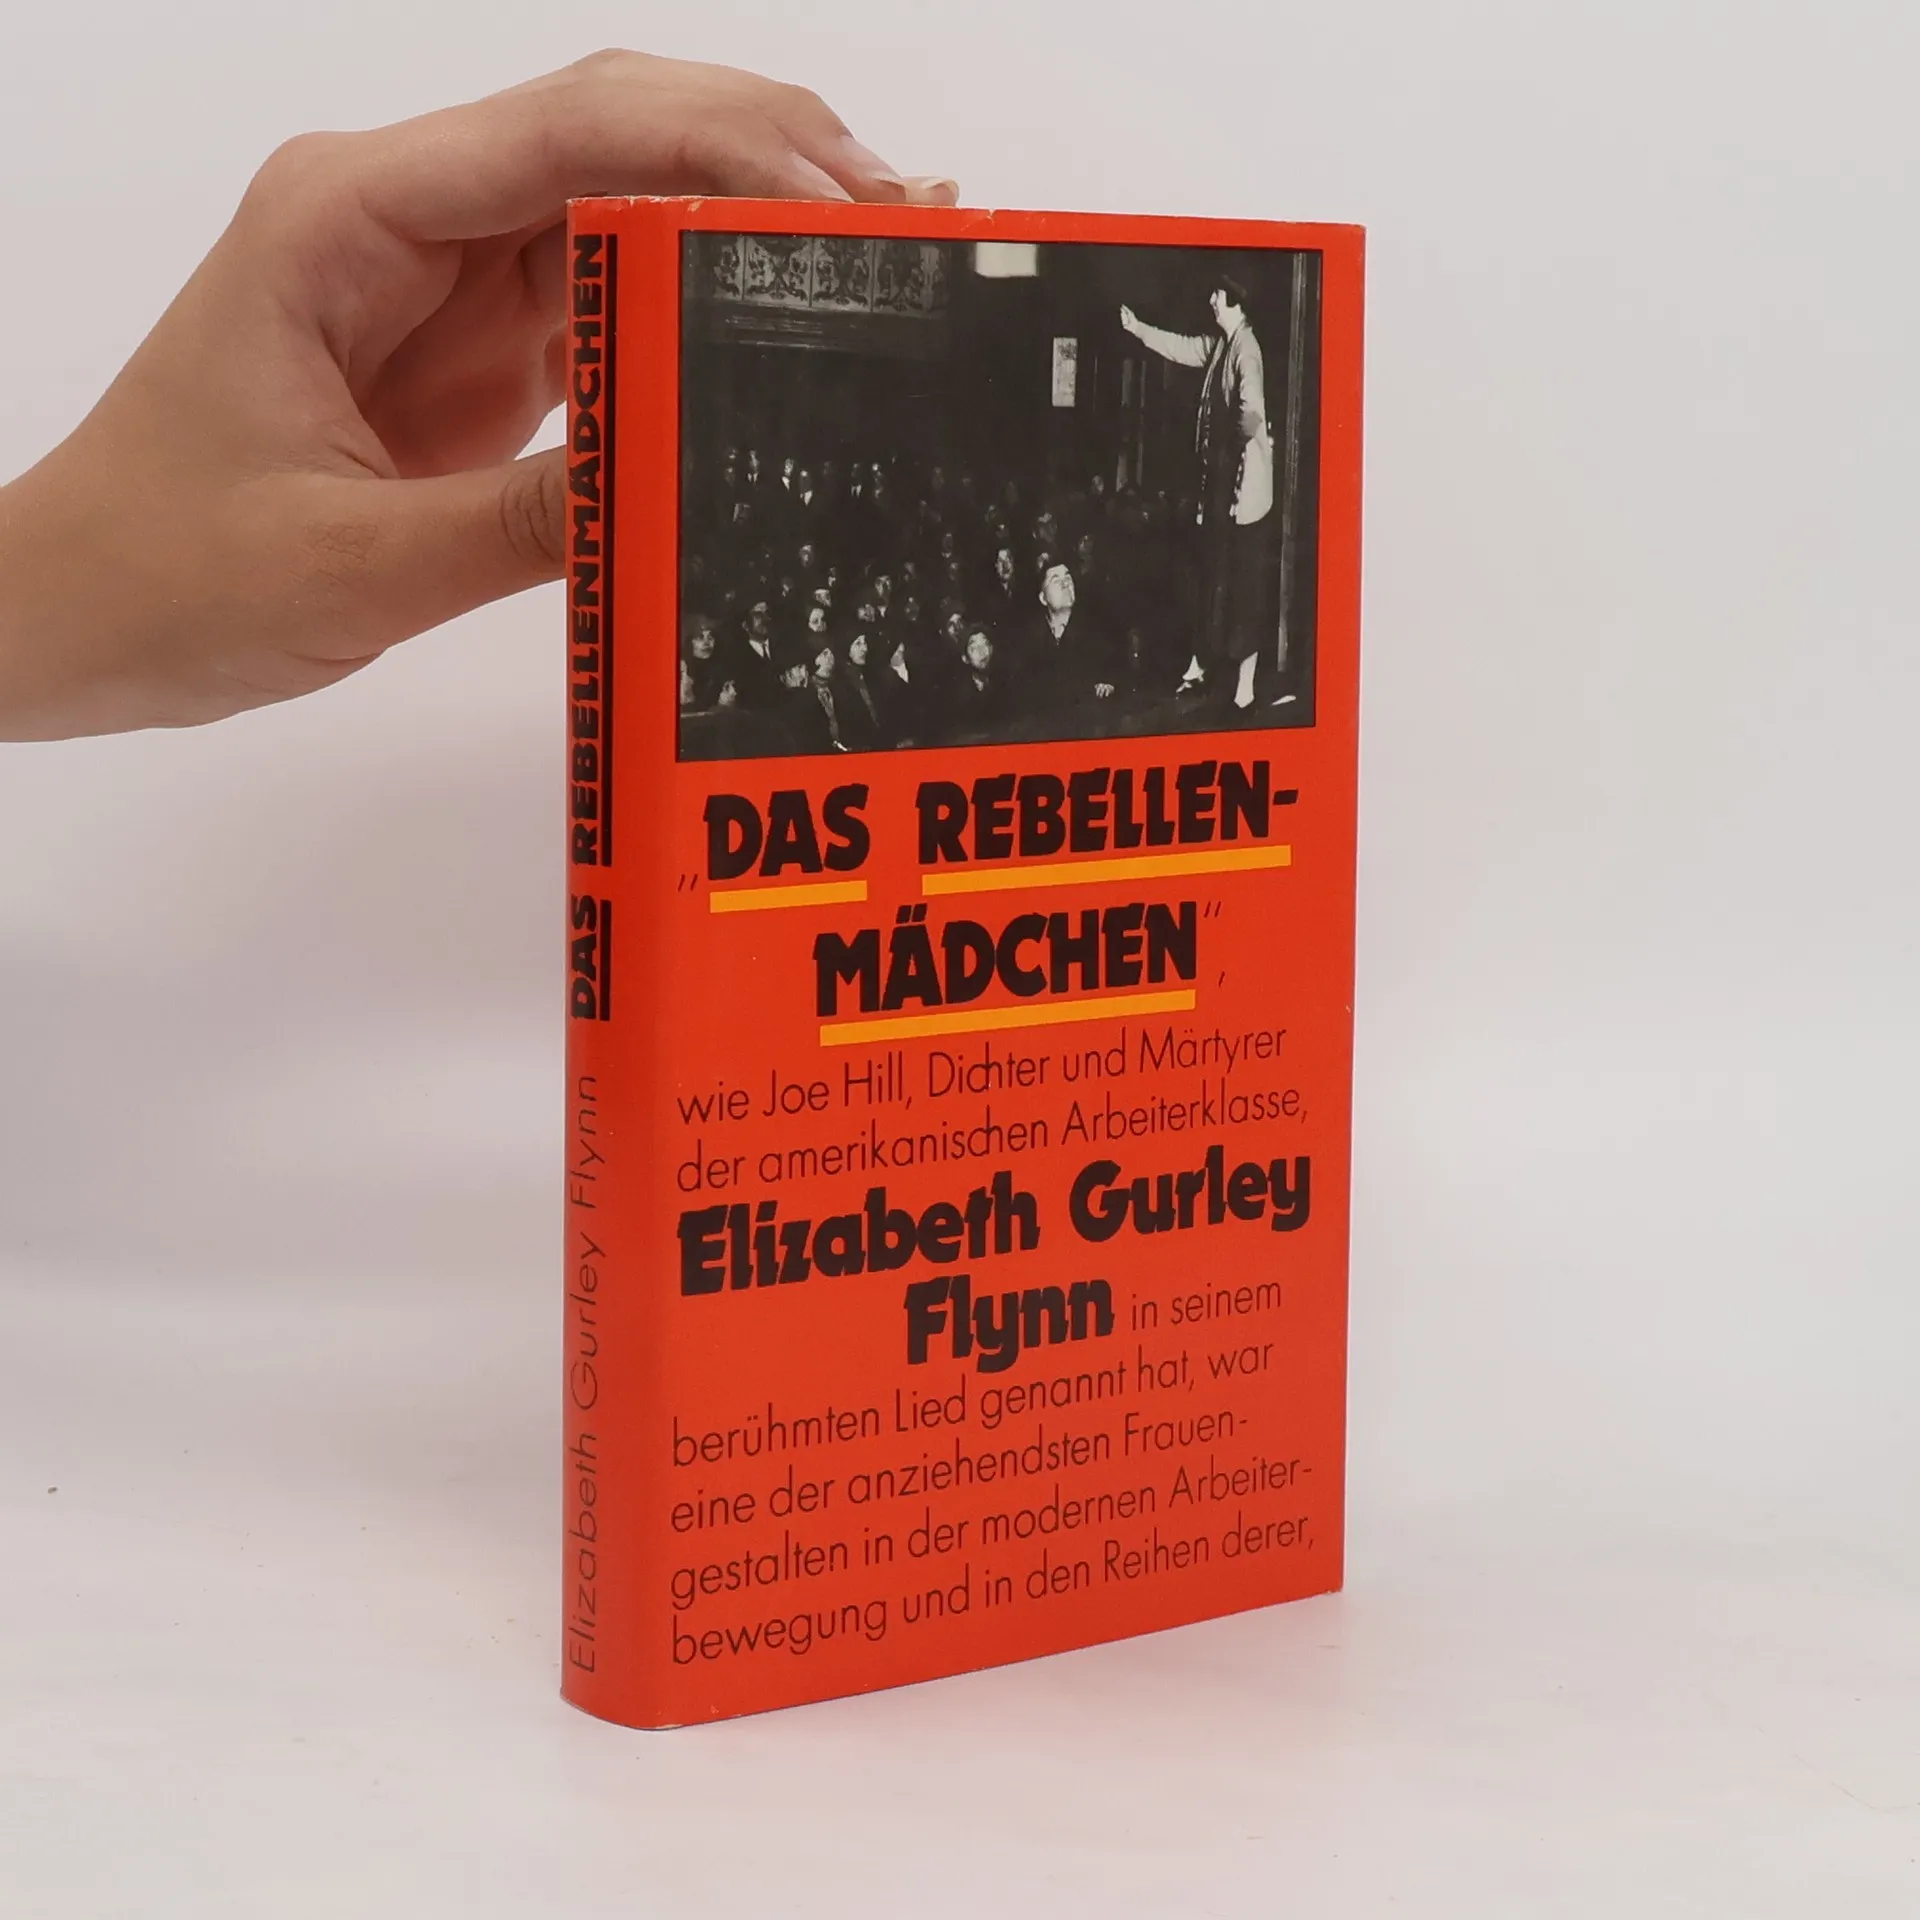 Elizabeth Gurley Flynn DAS REBELLENMÄDCHEN
„DAS REBELLEN-
MÄDCHEN“,
wie Joe Hill, Dichter und Märtyrer
der amerikanischen Arbeiterklasse,
Elizabeth Gurley
Flynn in seinem
berühmten Lied genannt hat, war
eine der anziehendsten Frauen-
gestalten in der modernen Arbeiter-
bewegung und in den Reihen derer,